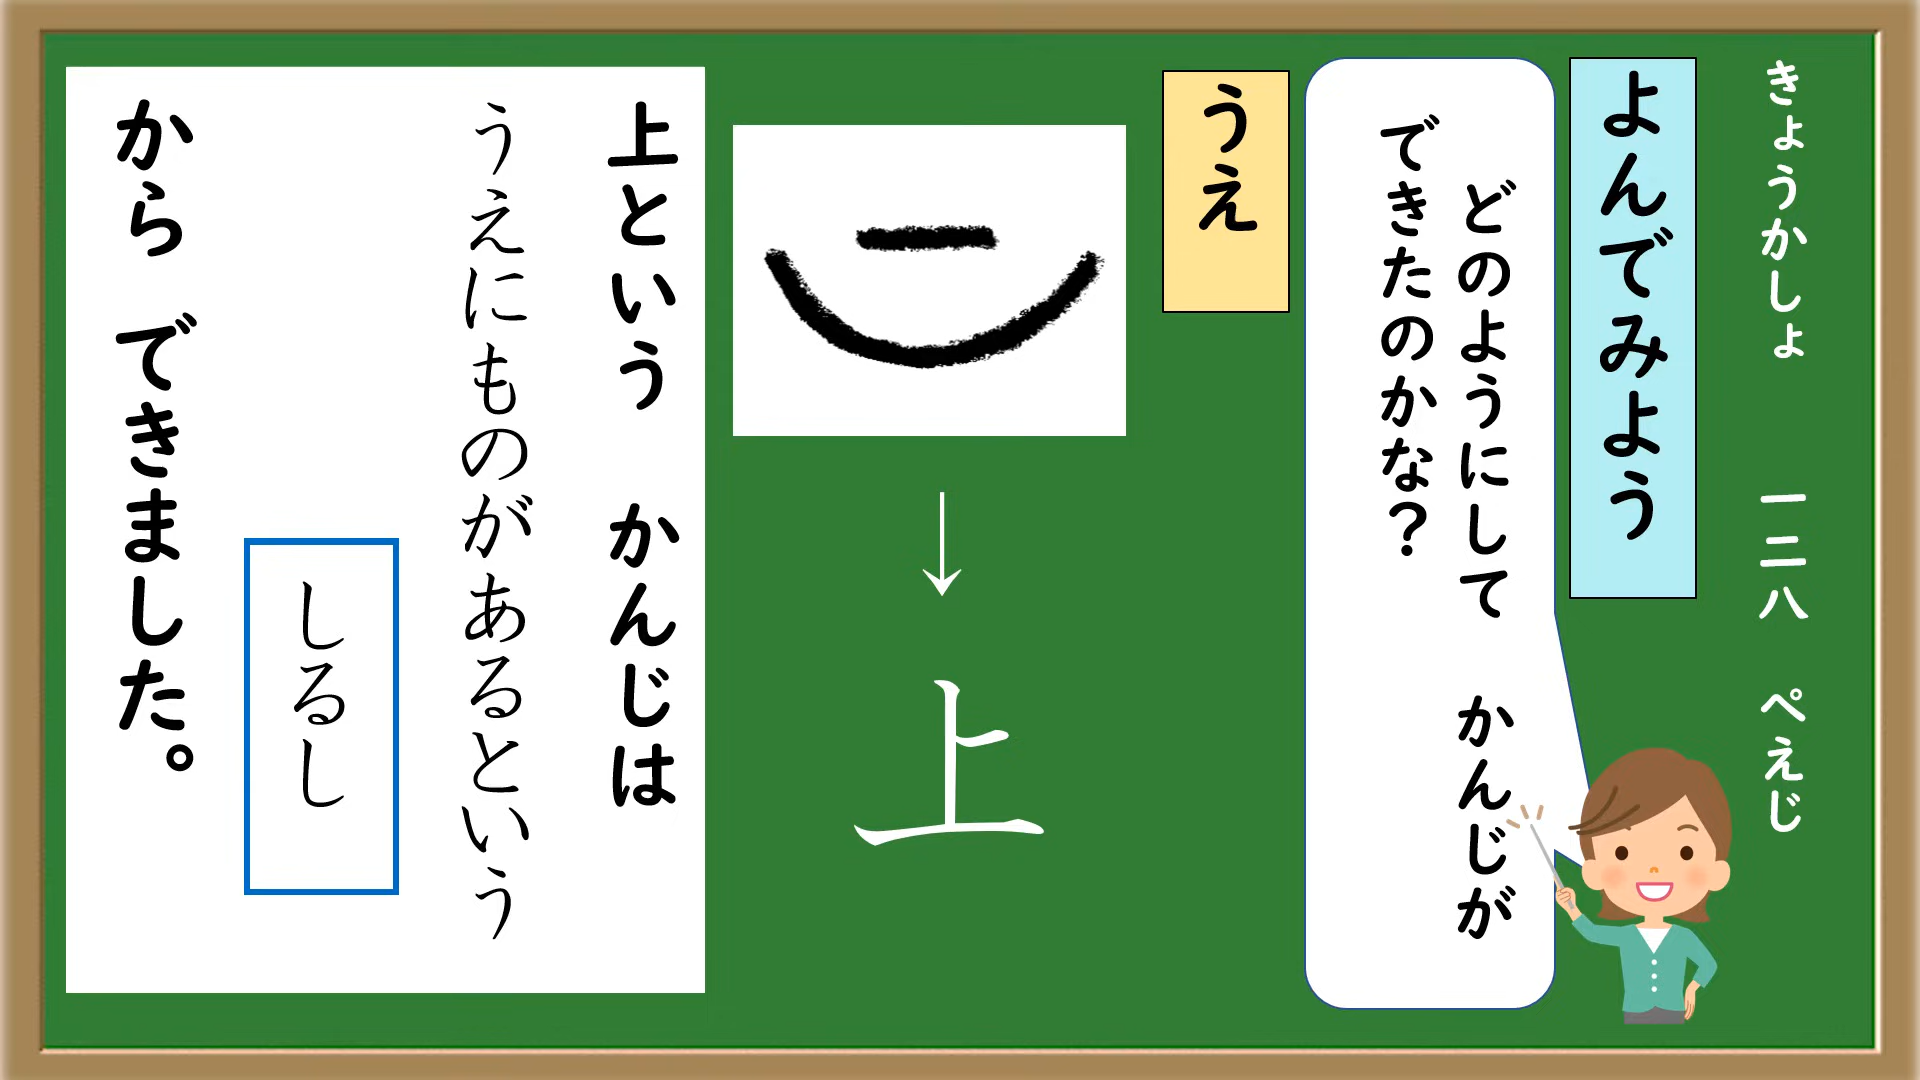 きょうかしょ　一二八　ぺえじ
よんでみよう
どのようにして　かんじが
できたのかな？
うえ
上
上という　かんじは
うえにものがあるという
しるし
から　できました。